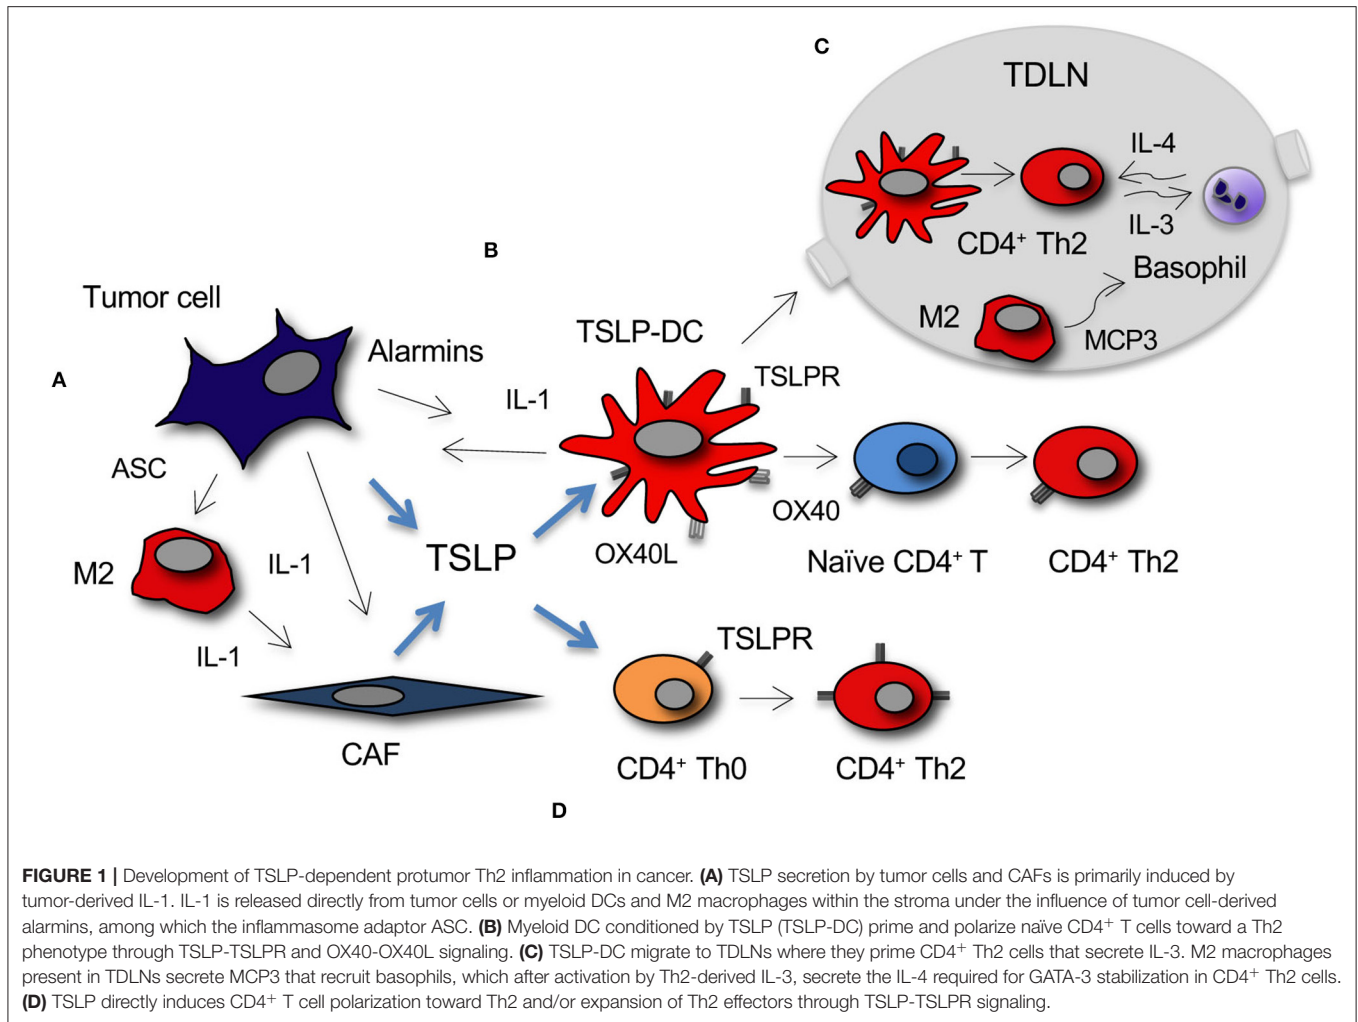 C
TDLN
IL-4
IL-3
CD4⁺ Th2
Basophil
M2
MCP3
B
Tumor cell
Alarmins
A
ASC
IL-1
TSLP-DC
TSLPR
OX40
OX40L
Naïve CD4⁺ T
CD4⁺ Th2
TSLP
M2
IL-1
IL-1
CAF
TSLPR
CD4⁺ Th0
CD4⁺ Th2
D
FIGURE 1 | Development of TSLP-dependent protumor Th2 inflammation in cancer. (A) TSLP secretion by tumor cells and CAFs is primarily induced by
tumor-derived IL-1. IL-1 is released directly from tumor cells or myeloid DCs and M2 macrophages within the stroma under the influence of tumor cell-derived
alarmins, among which the inflammasome adaptor ASC. (B) Myeloid DC conditioned by TSLP (TSLP-DC) prime and polarize naïve CD4⁺ T cells toward a Th2
phenotype through TSLP-TSLPR and OX40-OX40L signaling. (C) TSLP-DC migrate to TDLNs where they prime CD4⁺ Th2 cells that secrete IL-3. M2 macrophages
present in TDLNs secrete MCP3 that recruit basophils, which after activation by Th2-derived IL-3, secrete the IL-4 required for GATA-3 stabilization in CD4⁺ Th2 cells.
(D) TSLP directly induces CD4⁺ T cell polarization toward Th2 and/or expansion of Th2 effectors through TSLP-TSLPR signaling.